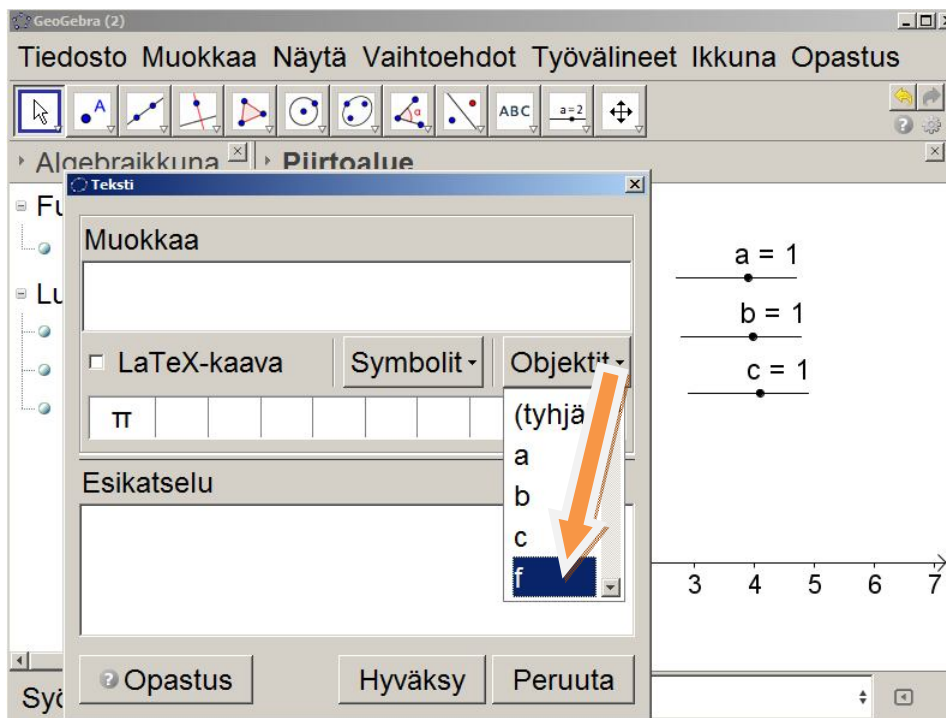 GeoGebra (2)
Tiedosto Muokkaa Näytä Vaihtoehdot Työvälineet Ikkuna Opastus
A ABC a=2
Algebraikkuna Piirtoalue
Teksti
Muokkaa
LaTeX-kaava Symbolit Objektit
π
(tyhjä
a
b
c
f
Esikatselu
Opastus Hyväksy Peruuta
a = 1
b = 1
c = 1
3 4 5 6 7